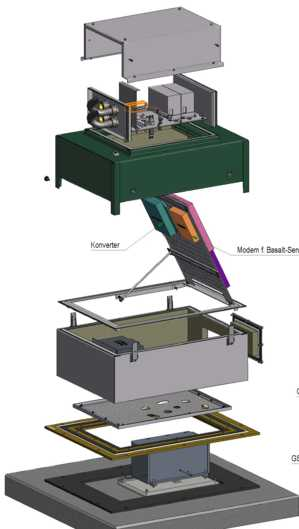 Konverter
Modem f. Basalt-Sen